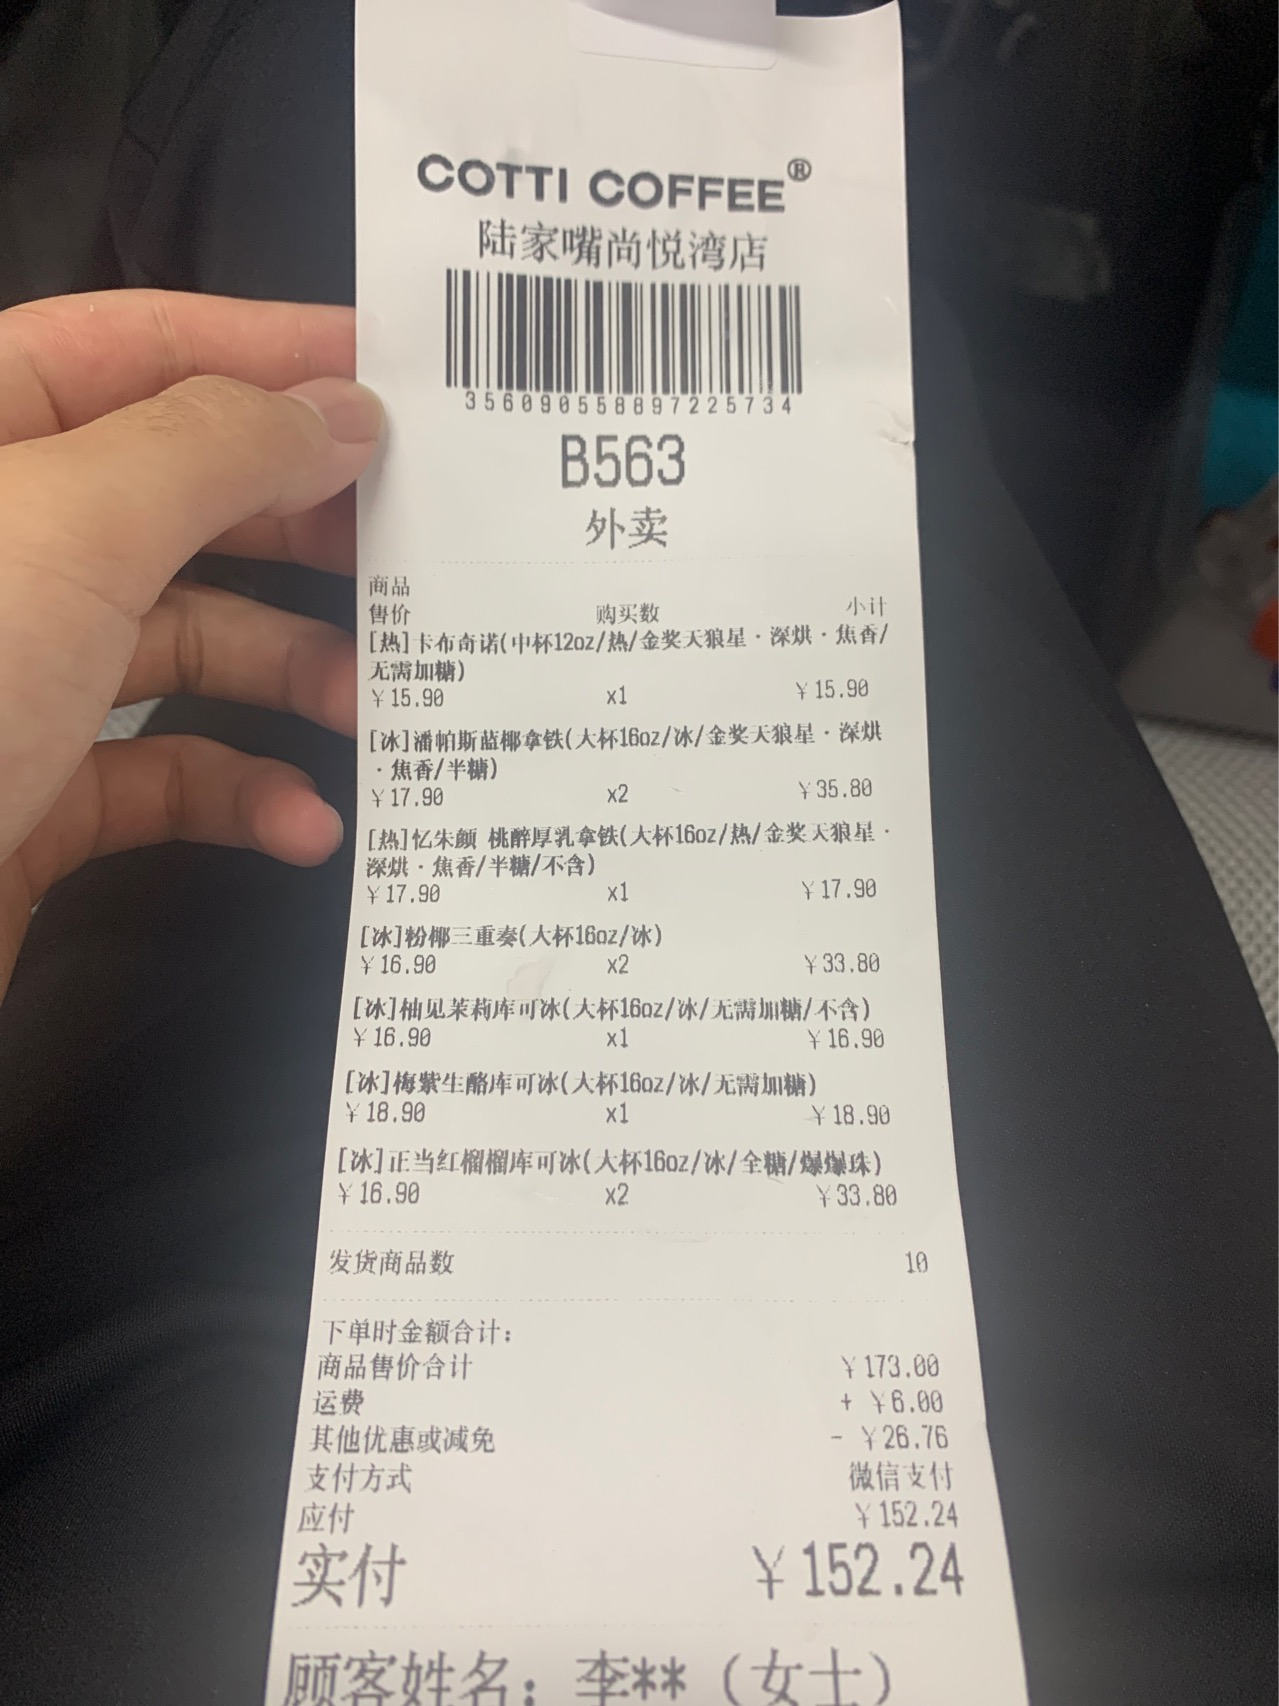 COTTI COFFEE®
陆家嘴尚悦湾店
3560905588897225734
B563
外卖
商品
售价 购买数 小计
[热]卡布奇诺(中杯12oz/热/金奖天狼星·深烘·焦香/
无需加糖)
￥15.90 x1 ￥15.90
[冰]潘帕斯蓝椰拿铁(大杯16oz/冰/金奖天狼星·深烘
·焦香/半糖)
￥17.90 x2 ￥35.80
[热]忆朱颜 桃醉厚乳拿铁(大杯16oz/热/金奖天狼星·
深烘·焦香/半糖/不含)
￥17.90 x1 ￥17.90
[冰]粉椰三重奏(大杯16oz/冰)
￥16.90 x2 ￥33.80
[冰]柚见茉莉库可冰(大杯16oz/冰/无需加糖/不含)
￥16.90 x1 ￥16.90
[冰]梅紫生酪库可冰(大杯16oz/冰/无需加糖)
￥18.90 x1 ￥18.90
[冰]正当红榴榴库可冰(大杯16oz/冰/全糖/爆爆珠)
￥16.90 x2 ￥33.80
发货商品数 10
下单时金额合计：
商品售价合计 ￥173.00
运费 + ￥6.00
其他优惠或减免 - ￥26.76
支付方式 微信支付
应付 ￥152.24
实付 ￥152.24
顾客姓名：李**（女士）